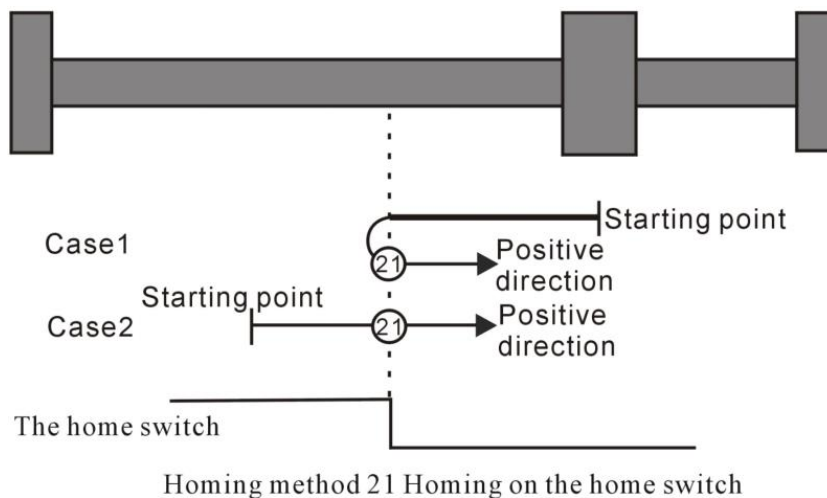 Starting point
Case1
21
Positive
direction
Starting point
Case2
21
Positive
direction
The home switch
Homing method 21 Homing on the home switch